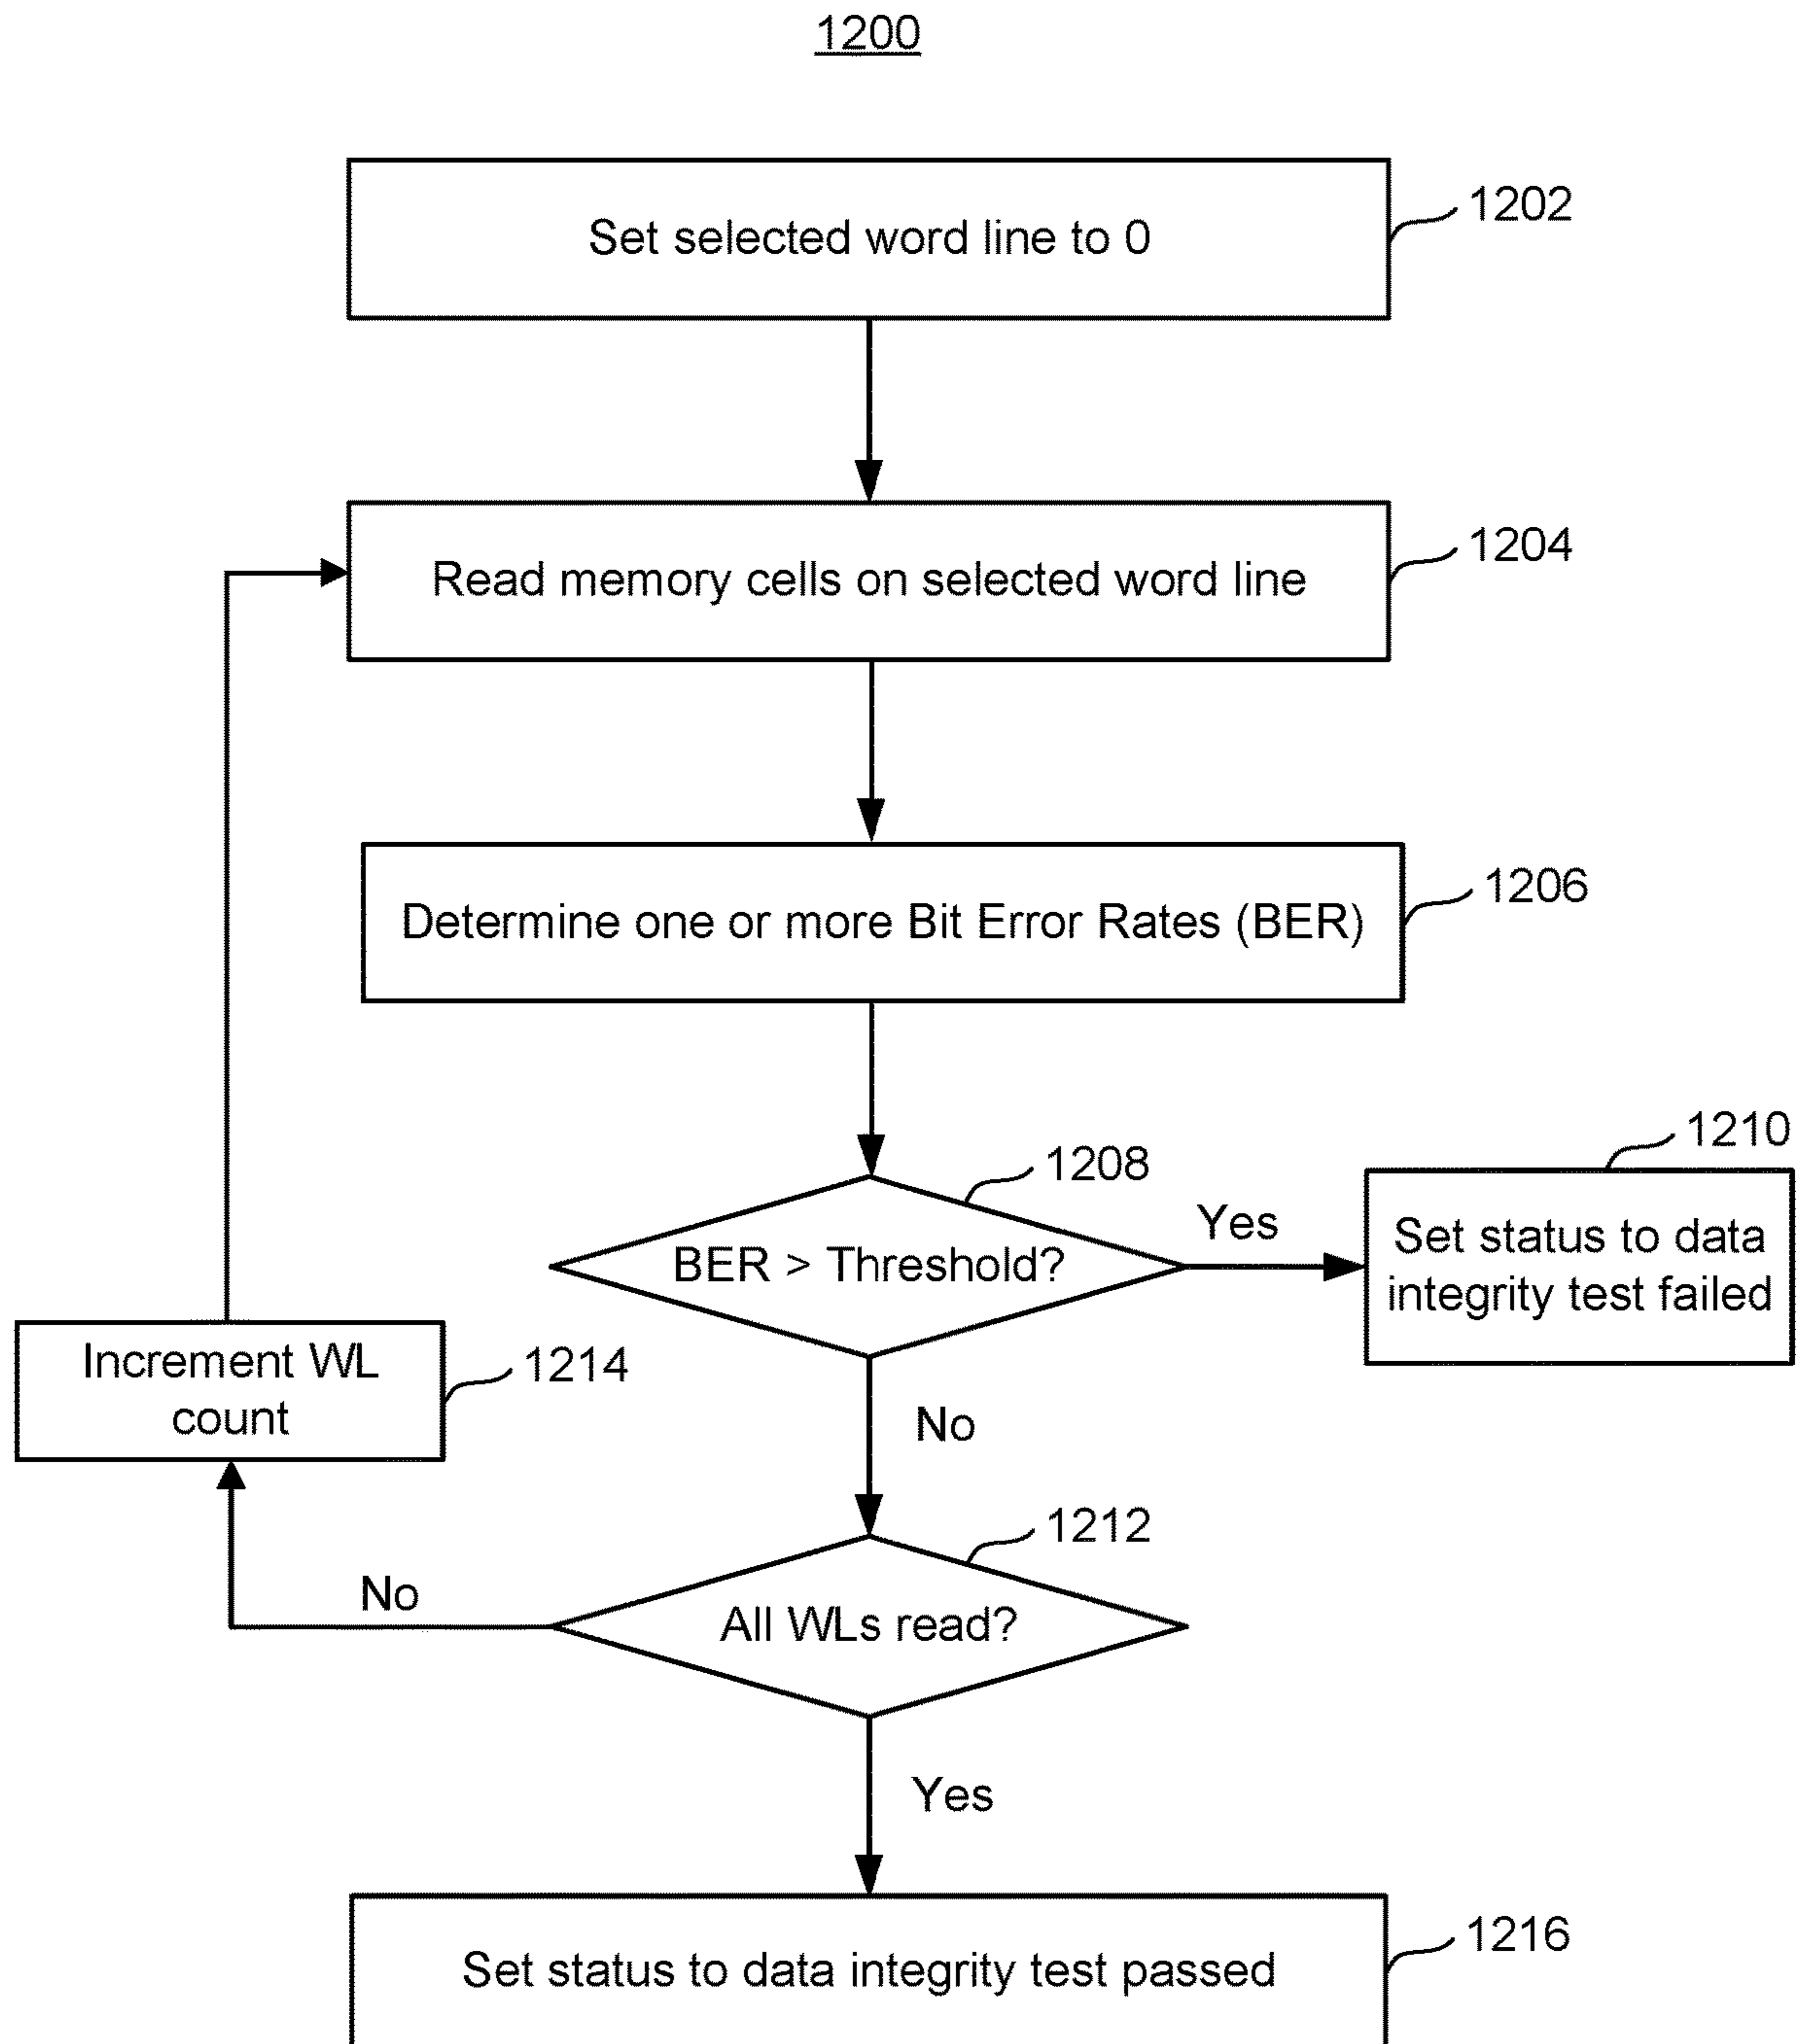 1200
Set selected word line to 0
1202
Read memory cells on selected word line
1204
Determine one or more Bit Error Rates (BER)
1206
BER > Threshold?
1208
Yes
Set status to data
integrity test failed
1210
No
Increment WL
count
1214
All WLs read?
1212
No
Yes
Set status to data integrity test passed
1216